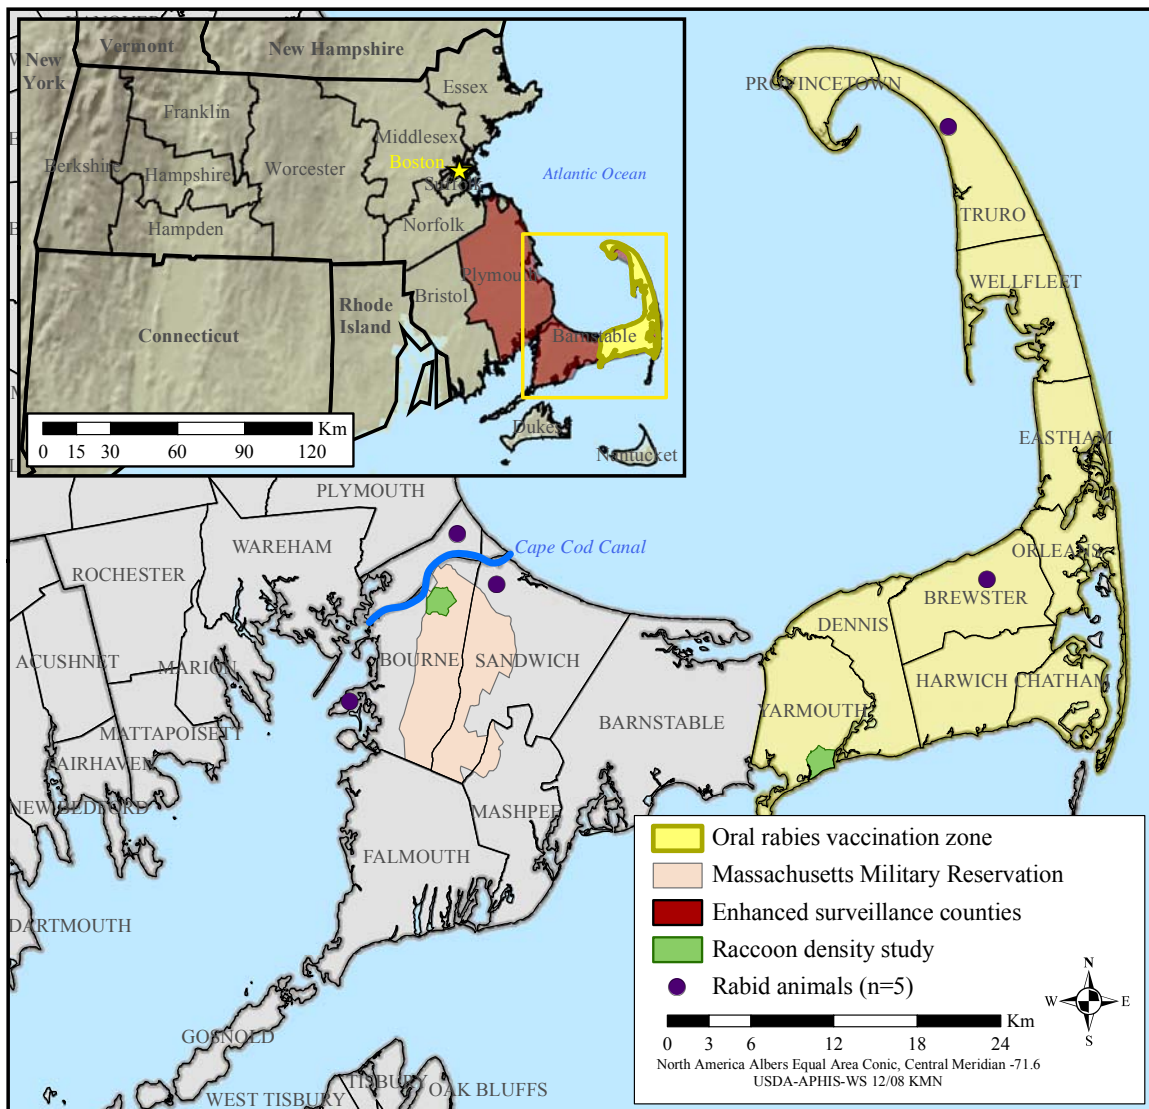 Vermont
New Hampshire
New
York
Essex
Franklin
Middlesex
Berkshire
Hampshire
Worcester
Boston
Suffolk
Atlantic Ocean
Hampden
Norfolk
Plymouth
Bristol
Rhode
Island
Connecticut
Barnstable
Dukes
Nantucket
Km
0 15 30 60 90 120
PROVINCETOWN
TRURO
WELLFLEET
EASTHAM
ORLEANS
BREWSTER
DENNIS
HARWICH
CHATHAM
YARMOUTH
PLYMOUTH
WAREHAM
Cape Cod Canal
ROCHESTER
ACUSHNET
MARION
BOURNE
SANDWICH
BARNSTABLE
MATTAPOISETT
FAIRHAVEN
NEW BEDFORD
MASHPEE
FALMOUTH
DARTMOUTH
GOSNOLD
TISBURY
WEST TISBURY
OAK BLUFFS
Oral rabies vaccination zone
Massachusetts Military Reservation
Enhanced surveillance counties
Raccoon density study
Rabid animals (n=5)
N
W E
S
Km
0 3 6 12 18 24
North America Albers Equal Area Conic, Central Meridian -71.6
USDA-APHIS-WS 12/08 KMN